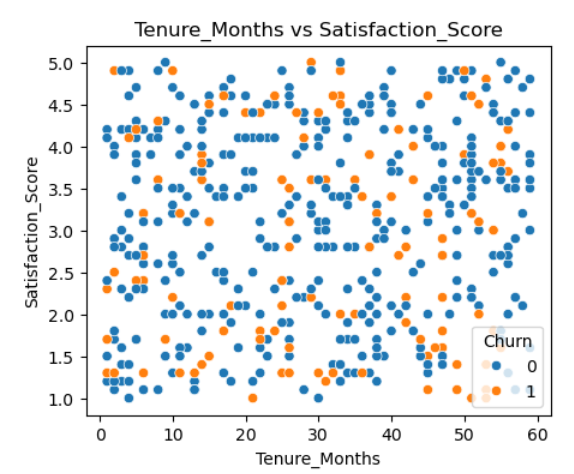 Tenure_Months vs Satisfaction_Score
Satisfaction_Score
5.0
4.5
4.0
3.5
3.0
2.5
2.0
1.5
1.0
Churn
0
1
0 10 20 30 40 50 60
Tenure_Months